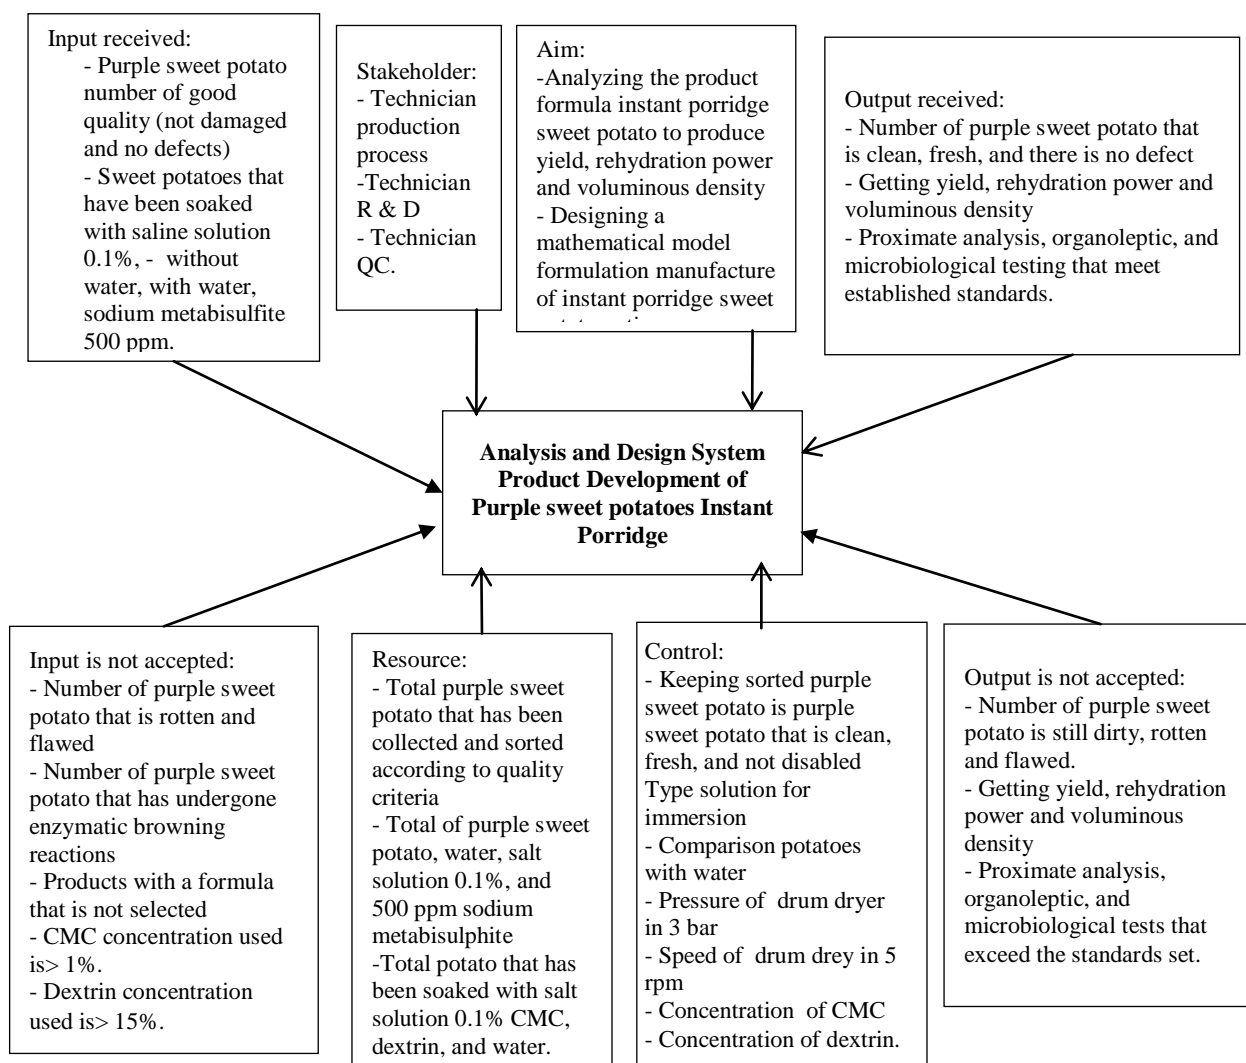 Input received:
- Purple sweet potato
number of good
quality (not damaged
and no defects)
- Sweet potatoes that
have been soaked
with saline solution
0.1%, - without
water, with water,
sodium metabisulfite
500 ppm.
Stakeholder:
- Technician
production
process
-Technician
R & D
- Technician
QC.
Aim:
-Analyzing the product
formula instant porridge
sweet potato to produce
yield, rehydration power
and voluminous density
- Designing a
mathematical model
formulation manufacture
of instant porridge sweet
Output received:
- Number of purple sweet potato that
is clean, fresh, and there is no defect
- Getting yield, rehydration power and
voluminous density
- Proximate analysis, organoleptic, and
microbiological testing that meet
established standards.
Analysis and Design System
Product Development of
Purple sweet potatoes Instant
Porridge
Input is not accepted:
- Number of purple sweet
potato that is rotten and
flawed
- Number of purple sweet
potato that has undergone
enzymatic browning
reactions
- Products with a formula
that is not selected
- CMC concentration used
is> 1%.
- Dextrin concentration
used is> 15%.
Resource:
- Total purple sweet
potato that has been
collected and sorted
according to quality
criteria
- Total of purple sweet
potato, water, salt
solution 0.1%, and
500 ppm sodium
metabisulphite
-Total potato that has
been soaked with salt
solution 0.1% CMC,
dextrin, and water.
Control:
- Keeping sorted purple
sweet potato is purple
sweet potato that is clean,
fresh, and not disabled
Type solution for
immersion
- Comparison potatoes
with water
- Pressure of drum dryer
in 3 bar
- Speed of drum drey in 5
rpm
- Concentration of CMC
- Concentration of dextrin.
Output is not accepted:
- Number of purple sweet
potato is still dirty, rotten
and flawed.
- Getting yield, rehydration
power and voluminous
density
- Proximate analysis,
organoleptic, and
microbiological tests that
exceed the standards set.